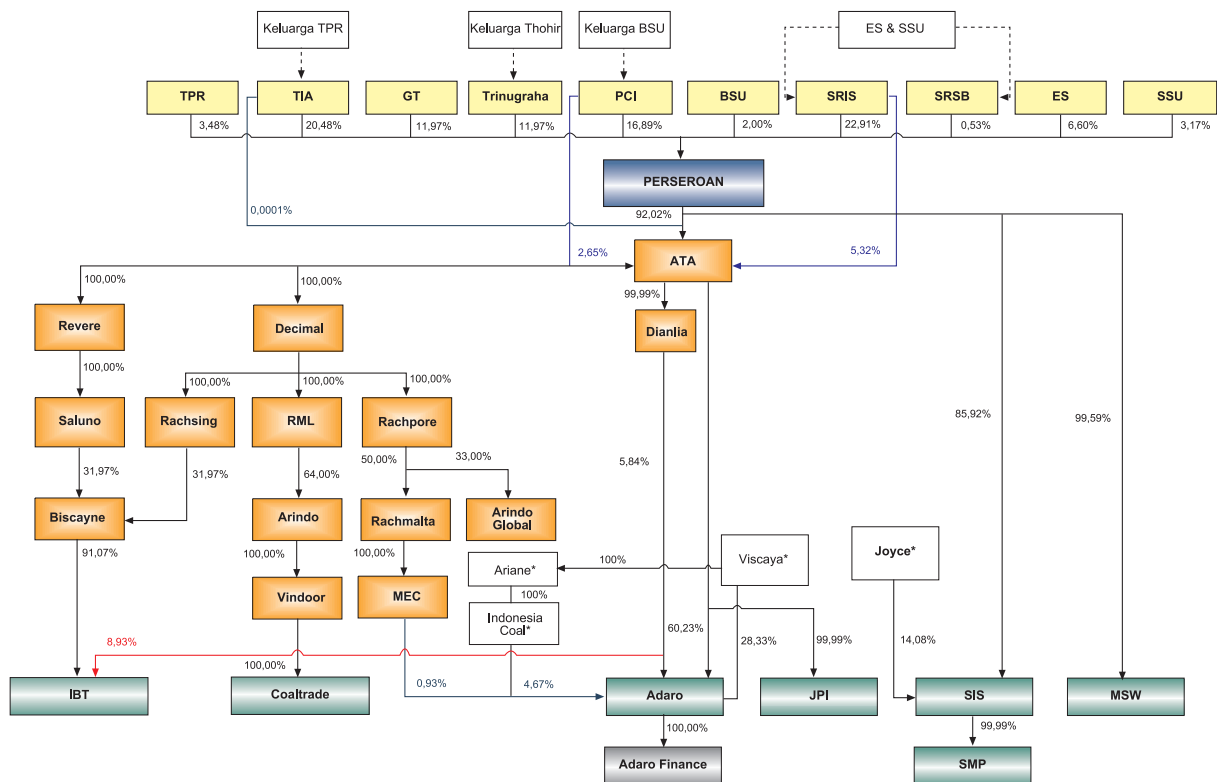 Keluarga TPR
Keluarga Thohir
Keluarga BSU
ES & SSU
TPR
TIA
GT
Trinugraha
PCI
BSU
SRIS
SRSB
ES
SSU
3,48%
20,48%
11,97%
11,97%
16,89%
2,00%
22,91%
0,53%
6,60%
3,17%
PERSEROAN
0,0001%
92,02%
2,65%
ATA
5,32%
100,00%
100,00%
99,99%
Revere
Decimal
Dianlia
100,00%
100,00%
100,00%
100,00%
Saluno
Rachsing
RML
Rachpore
85,92%
99,59%
31,97%
31,97%
64,00%
50,00%
33,00%
5,84%
Biscayne
Arindo
Rachmalta
Arindo
Global
91,07%
100,00%
100,00%
Ariane*
100%
Viscaya*
Joyce*
Vindoor
MEC
100%
Indonesia
Coal*
8,93%
60,23%
28,33%
99,99%
14,08%
100,00%
0,93%
4,67%
IBT
Coaltrade
Adaro
JPI
SIS
MSW
100,00%
99,99%
Adaro Finance
SMP